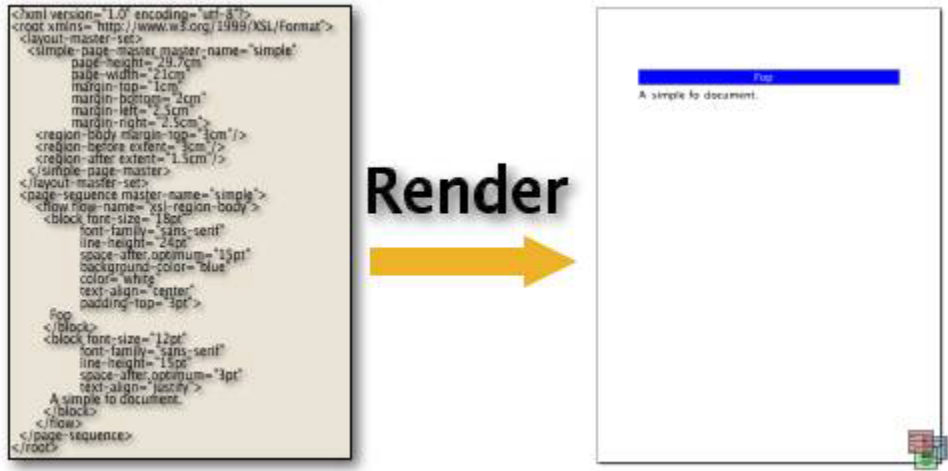 <?xml version="1.0" encoding="utf-8"?>
<root xmlns="http://www.w3.org/1999/XSL/Format">
<layout-master-set>
<simple-page-master master-name="simple"
page-height="29.7cm"
page-width="21cm"
margin-top="1cm"
margin-bottom="2cm"
margin-left="2.5cm"
margin-right="2.5cm">
<region-body margin-top="3cm"/>
<region-before extent="3cm"/>
<region-after extent="1.5cm"/>
</simple-page-master>
</layout-master-set>
<page-sequence master-name="simple">
<flow flow-name="xsl-region-body">
<block font-size="18pt"
font-family="sans-serif"
line-height="24pt"
space-after.optimum="15pt"
background-color="blue"
color="white"
text-align="center"
padding-top="3pt">
Fop
</block>
<block font-size="12pt"
font-family="sans-serif"
line-height="15pt"
space-after.optimum="3pt"
text-align="justify">
A simple fo document.
</block>
</flow>
</page-sequence>
</root>
Render
Fop
A simple fo document.